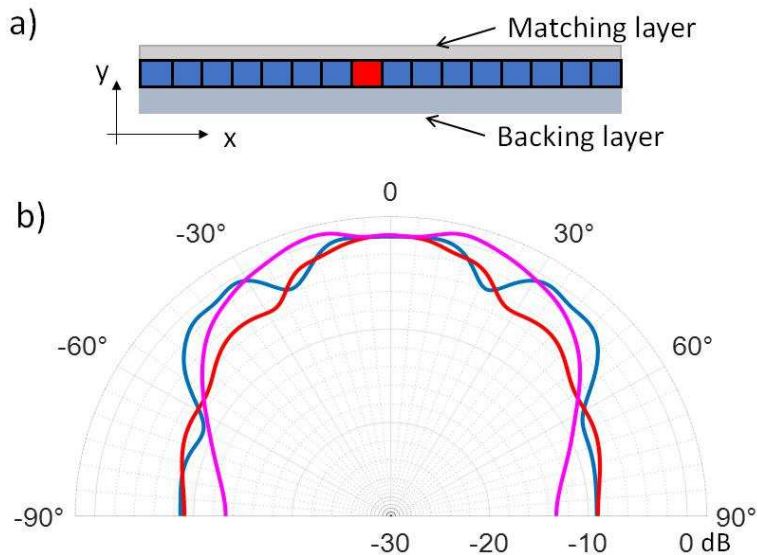 a)
Matching layer
y
x
Backing layer
b)
0
-30°
30°
-60°
60°
-90°
90°
-30
-20
-10
0 dB